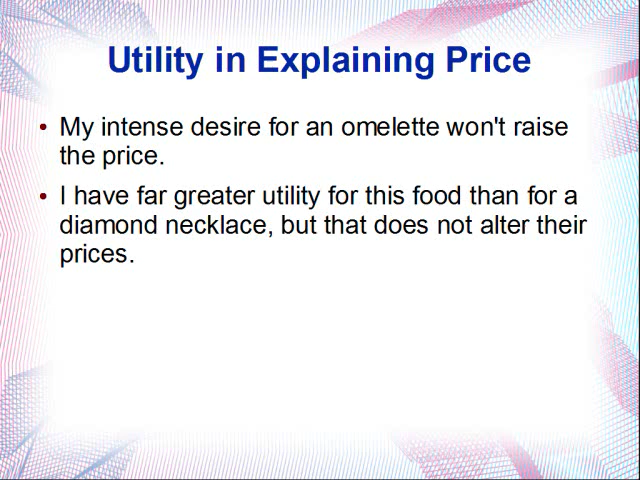 Utility in Explaining Price
• My intense desire for an omelette won't raise
the price.
• I have far greater utility for this food than for a
diamond necklace, but that does not alter their
prices.